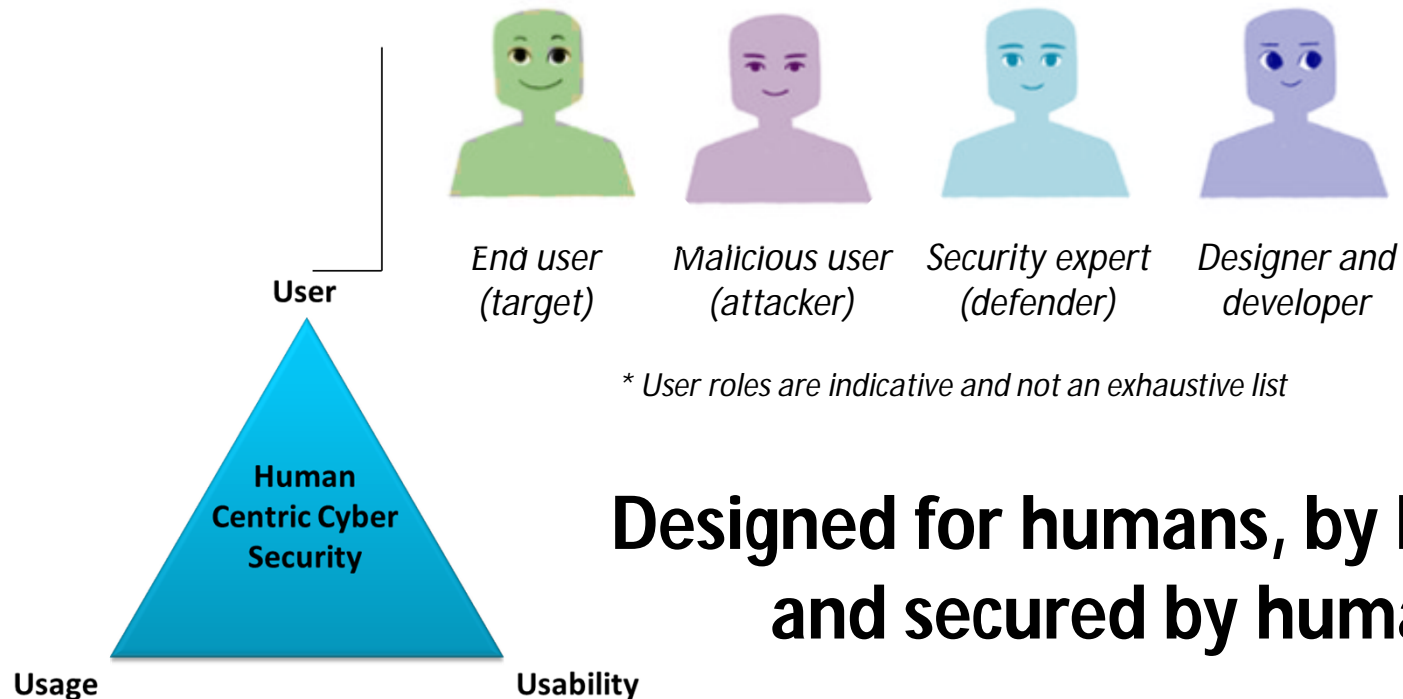 End user
(target)
Malicious user
(attacker)
Security expert
(defender)
Designer and
developer
User
* User roles are indicative and not an exhaustive list
Human
Centric Cyber
Security
Designed for humans, by
and secured by
Usage
Usability